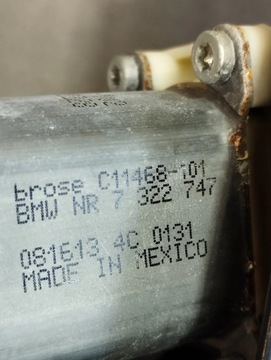 brose C11468-101
BMW NR 7 322 747
081613 4C 0131
MADE IN MEXICO